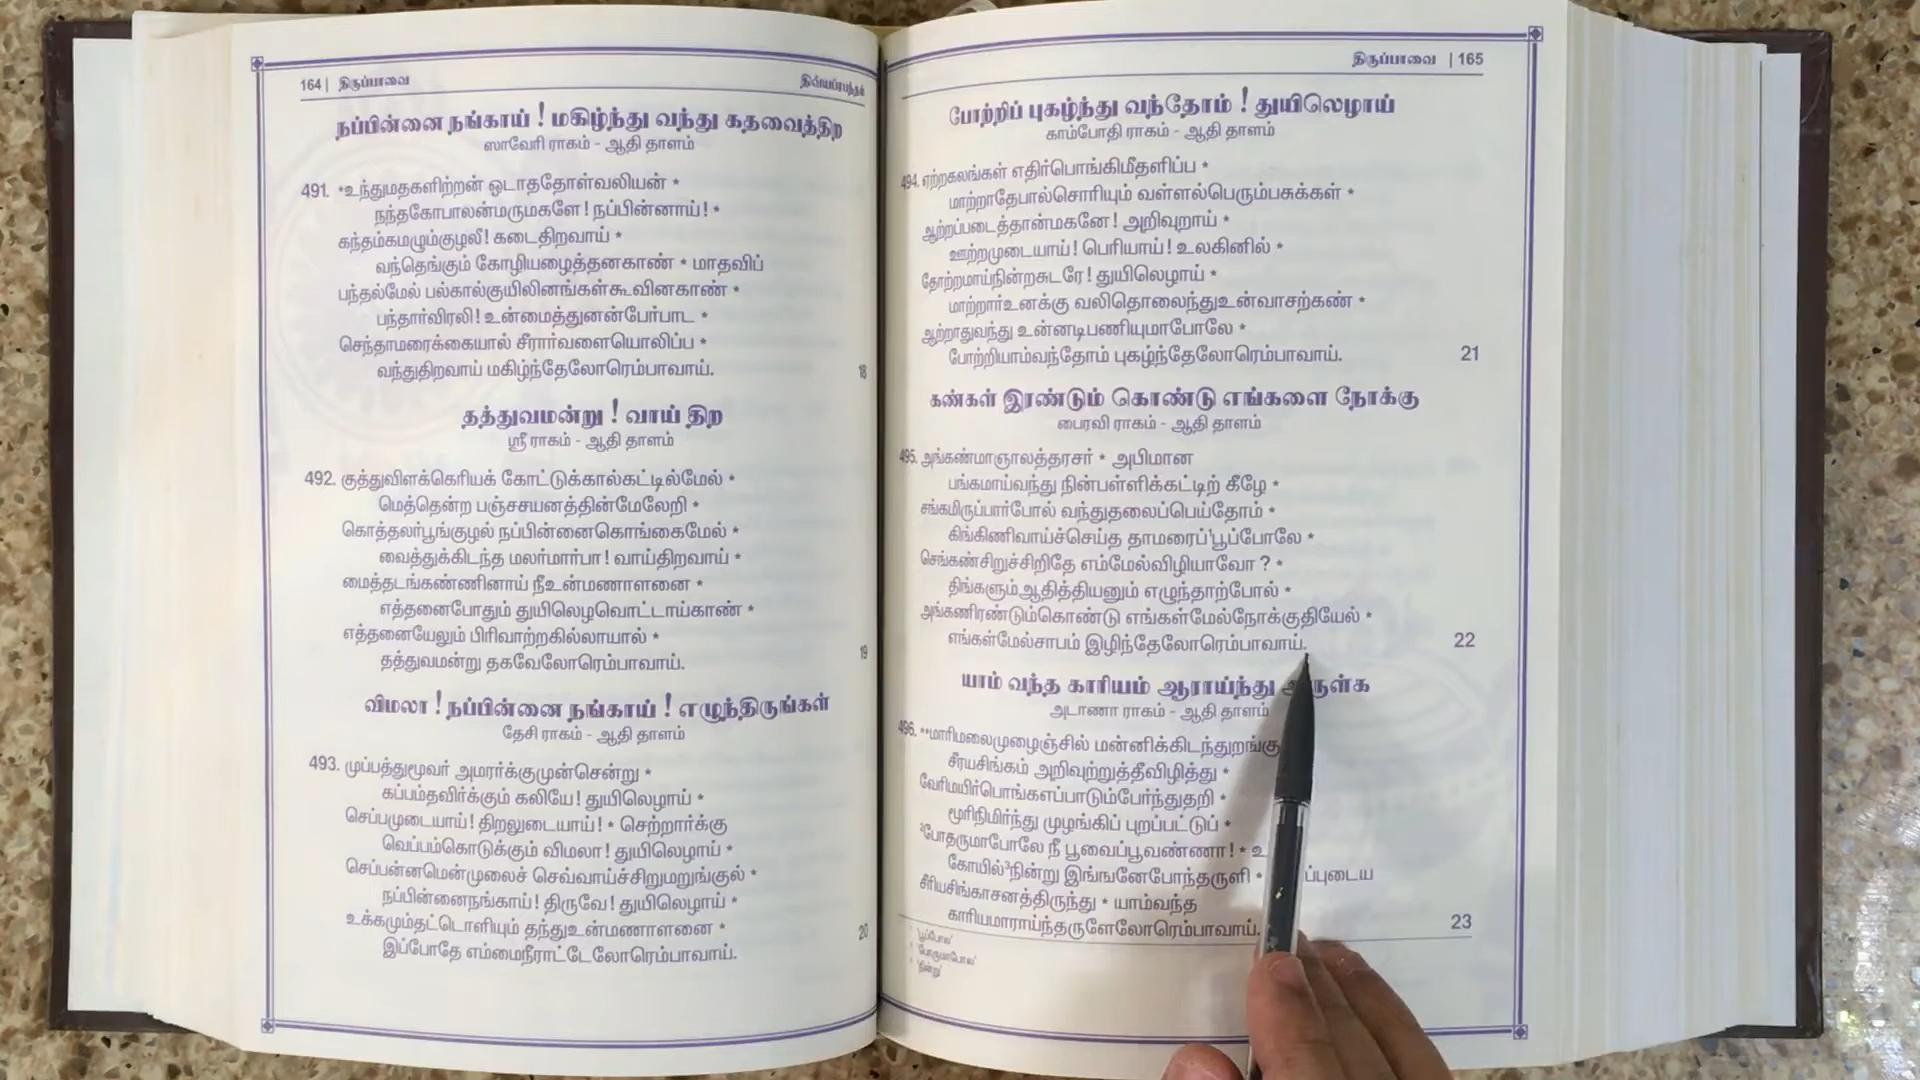 164 | திருப்பாவை திவ்யப்ரபந்தம்
நப்பின்னை நங்காய் ! மகிழ்ந்து வந்து கதவைத்திற
ஸாவேரி ராகம் - ஆதி தாளம்
491. *உந்துமதகளிற்றன் ஓடாததோள்வலியன் *
நந்தகோபாலன்மருமகளே ! நப்பின்னாய் ! *
கந்தம்கமழும்குழலீ ! கடைதிறவாய் *
வந்தெங்கும் கோழியழைத்தனகாண் * மாதவிப்
பந்தல்மேல் பல்கால்குயிலினங்கள்கூவினகாண் *
பந்தார்விரலி ! உன்மைத்துனன்பேர்பாட *
செந்தாமரைக்கையால் சீரார்வளையொலிப்ப *
வந்துதிறவாய் மகிழ்ந்தேலோரெம்பாவாய். 18
தத்துவமன்று ! வாய் திற
ஸ்ரீ ராகம் - ஆதி தாளம்
492. குத்துவிளக்கெரியக் கோட்டுக்கால்கட்டில்மேல் *
மெத்தென்ற பஞ்சசயனத்தின்மேலேறி *
கொத்தலர்பூங்குழல் நப்பின்னைகொங்கைமேல் *
வைத்துக்கிடந்த மலர்மார்பா ! வாய்திறவாய் *
மைத்தடங்கண்ணினாய் நீஉன்மணாளனை *
எத்தனைபோதும் துயிலெழவொட்டாய்காண் *
எத்தனையேலும் பிரிவாற்றகில்லாயால் *
தத்துவமன்று தகவேலோரெம்பாவாய். 19
விமலா ! நப்பின்னை நங்காய் ! எழுந்திருங்கள்
தேசி ராகம் - ஆதி தாளம்
493. முப்பத்துமூவர் அமரர்க்குமுன்சென்று *
கப்பம்தவிர்க்கும் கலியே ! துயிலெழாய் *
செப்பமுடையாய் ! திறலுடையாய் ! * செற்றார்க்கு
வெப்பம்கொடுக்கும் விமலா ! துயிலெழாய் *
செப்பன்னமென்முலைச் செவ்வாய்ச்சிறுமறுங்குல் *
நப்பின்னைநங்காய் ! திருவே ! துயிலெழாய் *
உக்கமும்தட்டொளியும் தந்துஉன்மணாளனை *
இப்போதே எம்மைநீராட்டேலோரெம்பாவாய். 20
திருப்பாவை | 165
போற்றிப் புகழ்ந்து வந்தோம் ! துயிலெழாய்
காம்போதி ராகம் - ஆதி தாளம்
494. ஏற்றகலங்கள் எதிர்பொங்கிமீதளிப்ப *
மாற்றாதேபால்சொரியும் வள்ளல்பெரும்பசுக்கள் *
ஆற்றப்படைத்தான்மகனே ! அறிவுறாய் *
ஊற்றமுடையாய் ! பெரியாய் ! உலகினில் *
தோற்றமாய்நின்றசுடரே ! துயிலெழாய் *
மாற்றார்உனக்கு வலிதொலைந்துஉன்வாசற்கண் *
ஆற்றாதுவந்து உன்னடிபணியுமாபோலே *
போற்றியாம்வந்தோம் புகழ்ந்தேலோரெம்பாவாய். 21
கண்கள் இரண்டும் கொண்டு எங்களை நோக்கு
பைரவி ராகம் - ஆதி தாளம்
495. அங்கண்மாஞாலத்தரசர் * அபிமான
பங்கமாய்வந்து நின்பள்ளிக்கட்டிற் கீழே *
சங்கமிருப்பார்போல் வந்துதலைப்பெய்தோம் *
கிங்கிணிவாய்ச்செய்த தாமரைப்¹பூப்போலே *
செங்கண்சிறுச்சிறிதே எம்மேல்விழியாவோ ? *
திங்களும்ஆதித்தியனும் எழுந்தாற்போல் *
அங்கணிரண்டும்கொண்டு எங்கள்மேல்நோக்குதியேல் *
எங்கள்மேல்சாபம் இழிந்தேலோரெம்பாவாய். 22
யாம் வந்த காரியம் ஆராய்ந்து அருள்க
அடாணா ராகம் - ஆதி தாளம்
496. **மாரிமலைமுழைஞ்சில் மன்னிக்கிடந்துறங்கு
சீரியசிங்கம் அறிவுற்றுத்தீவிழித்து *
வேரிமயிர்பொங்கஎப்பாடும்பேர்ந்துதறி *
மூரிநிமிர்ந்து முழங்கிப் புறப்பட்டுப் *
²போதருமாபோலே நீ பூவைப்பூவண்ணா ! * உ
கோயில்³நின்று இங்ஙனேபோந்தருளி * ப்புடைய
சீரியசிங்காசனத்திருந்து * யாம்வந்த
காரியமாராய்ந்தருளேலோரெம்பாவாய். 23
'பூப்போல'
'போருமாபோல'
'நின்று'